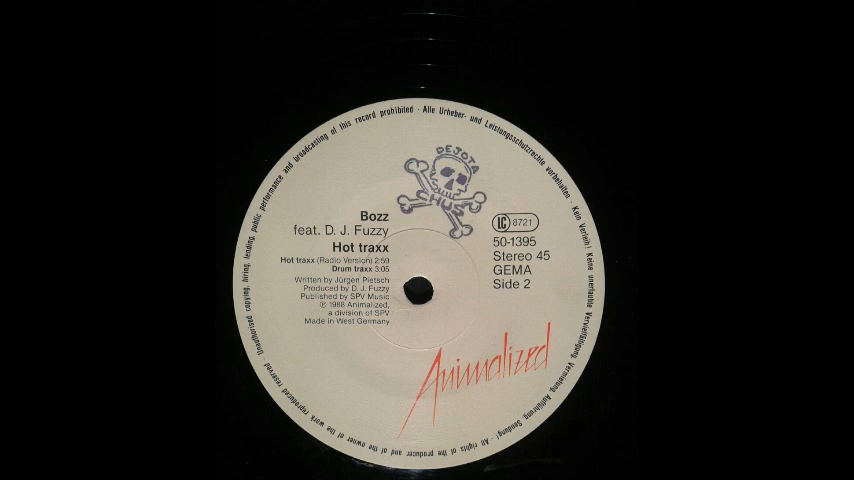 Unauthorised copying, hiring, lending, public performance and broadcasting of this record prohibited · Alle Urheber- und Leistungsschutzrechte vorbehalten · Kein Verleih! Keine unerlaubte Vervielfältigung, Vermietung, Aufführung, Sendung! · All rights of the producer and of the owner of the work reproduced reserved ·
DEJOTA
CHUS
Bozz
feat. D. J. Fuzzy
Hot traxx
Hot traxx (Radio Version) 2:59
Drum traxx 3:05
Written by Jürgen Pietsch
Produced by D. J. Fuzzy
Published by SPV Music
℗ 1988 Animalized,
a division of SPV
Made in West Germany
LC 8721
50-1395
Stereo 45
GEMA
Side 2
Animalized